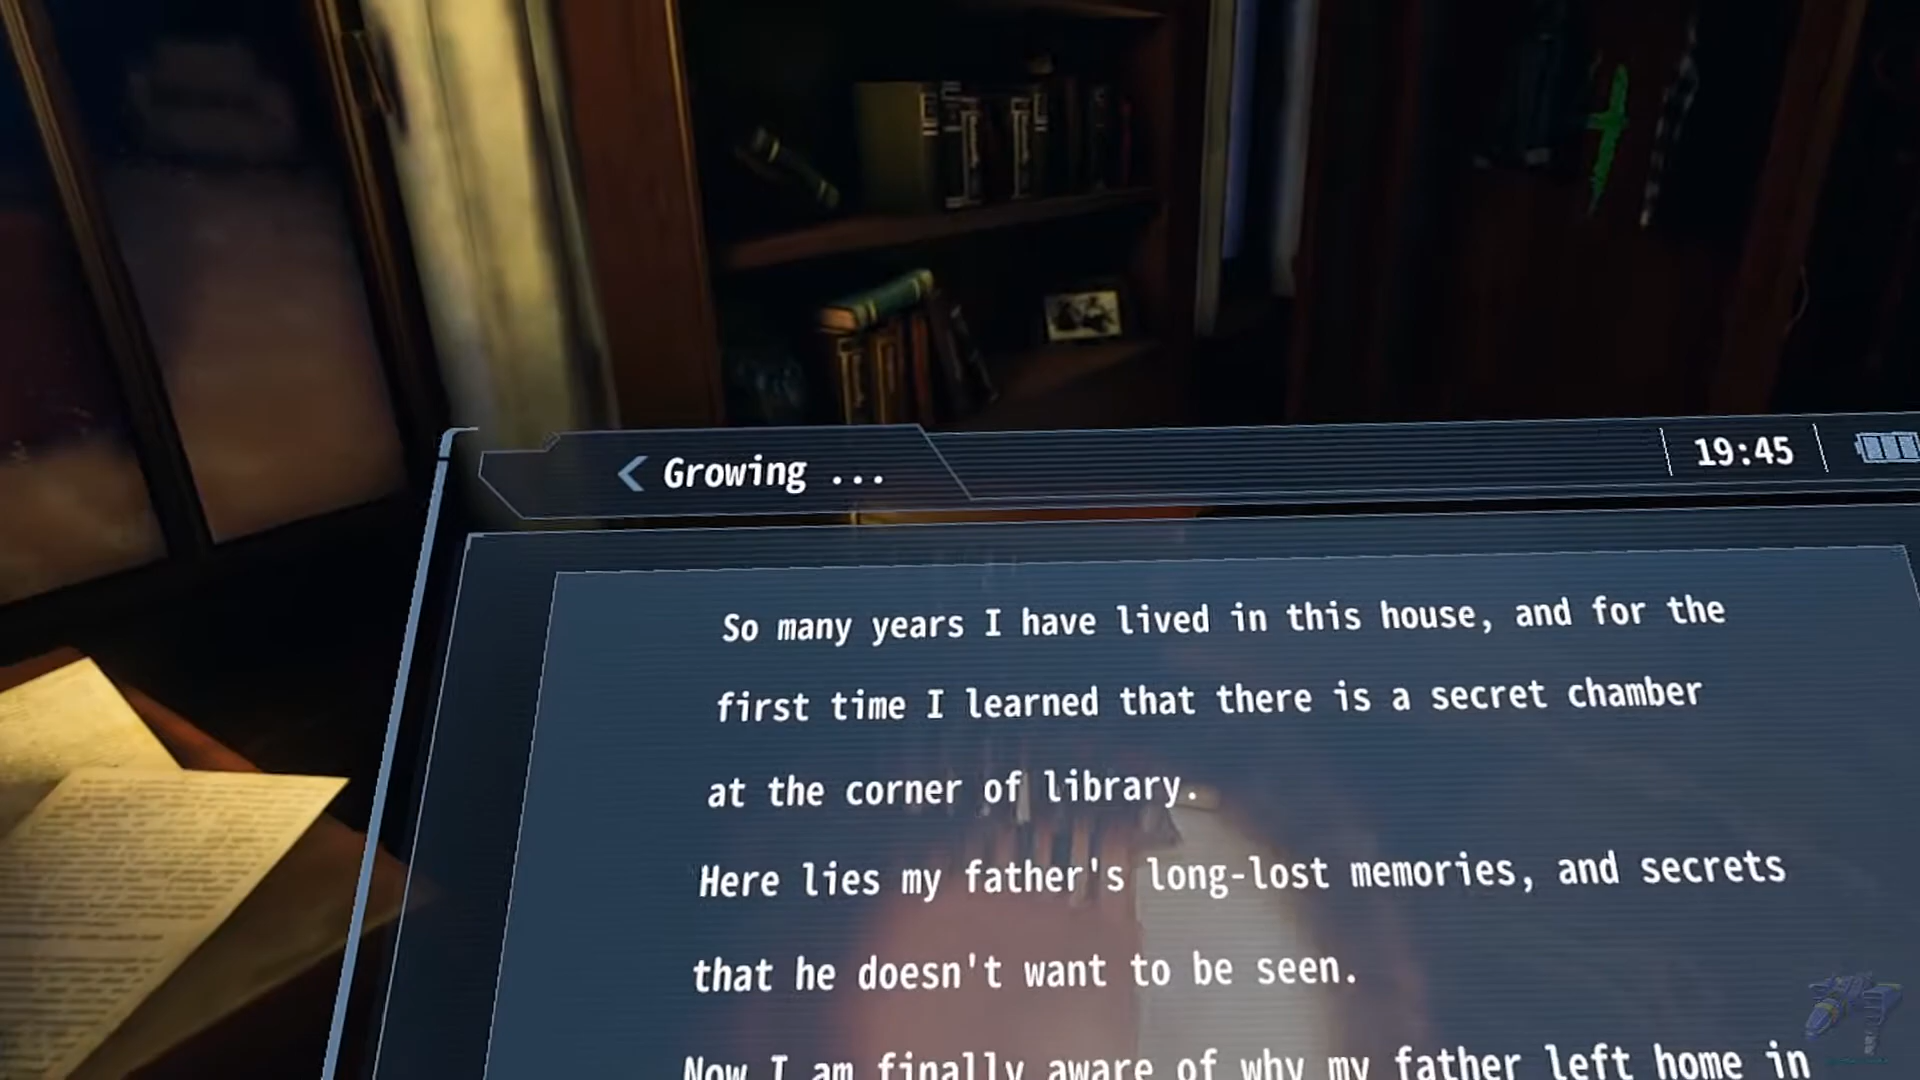 Growing ...
19:45
So many years I have lived in this house, and for the
first time I learned that there is a secret chamber
at the corner of library.
Here lies my father's long-lost memories, and secrets
that he doesn't want to be seen.
Now I am finally aware of why my father left home in